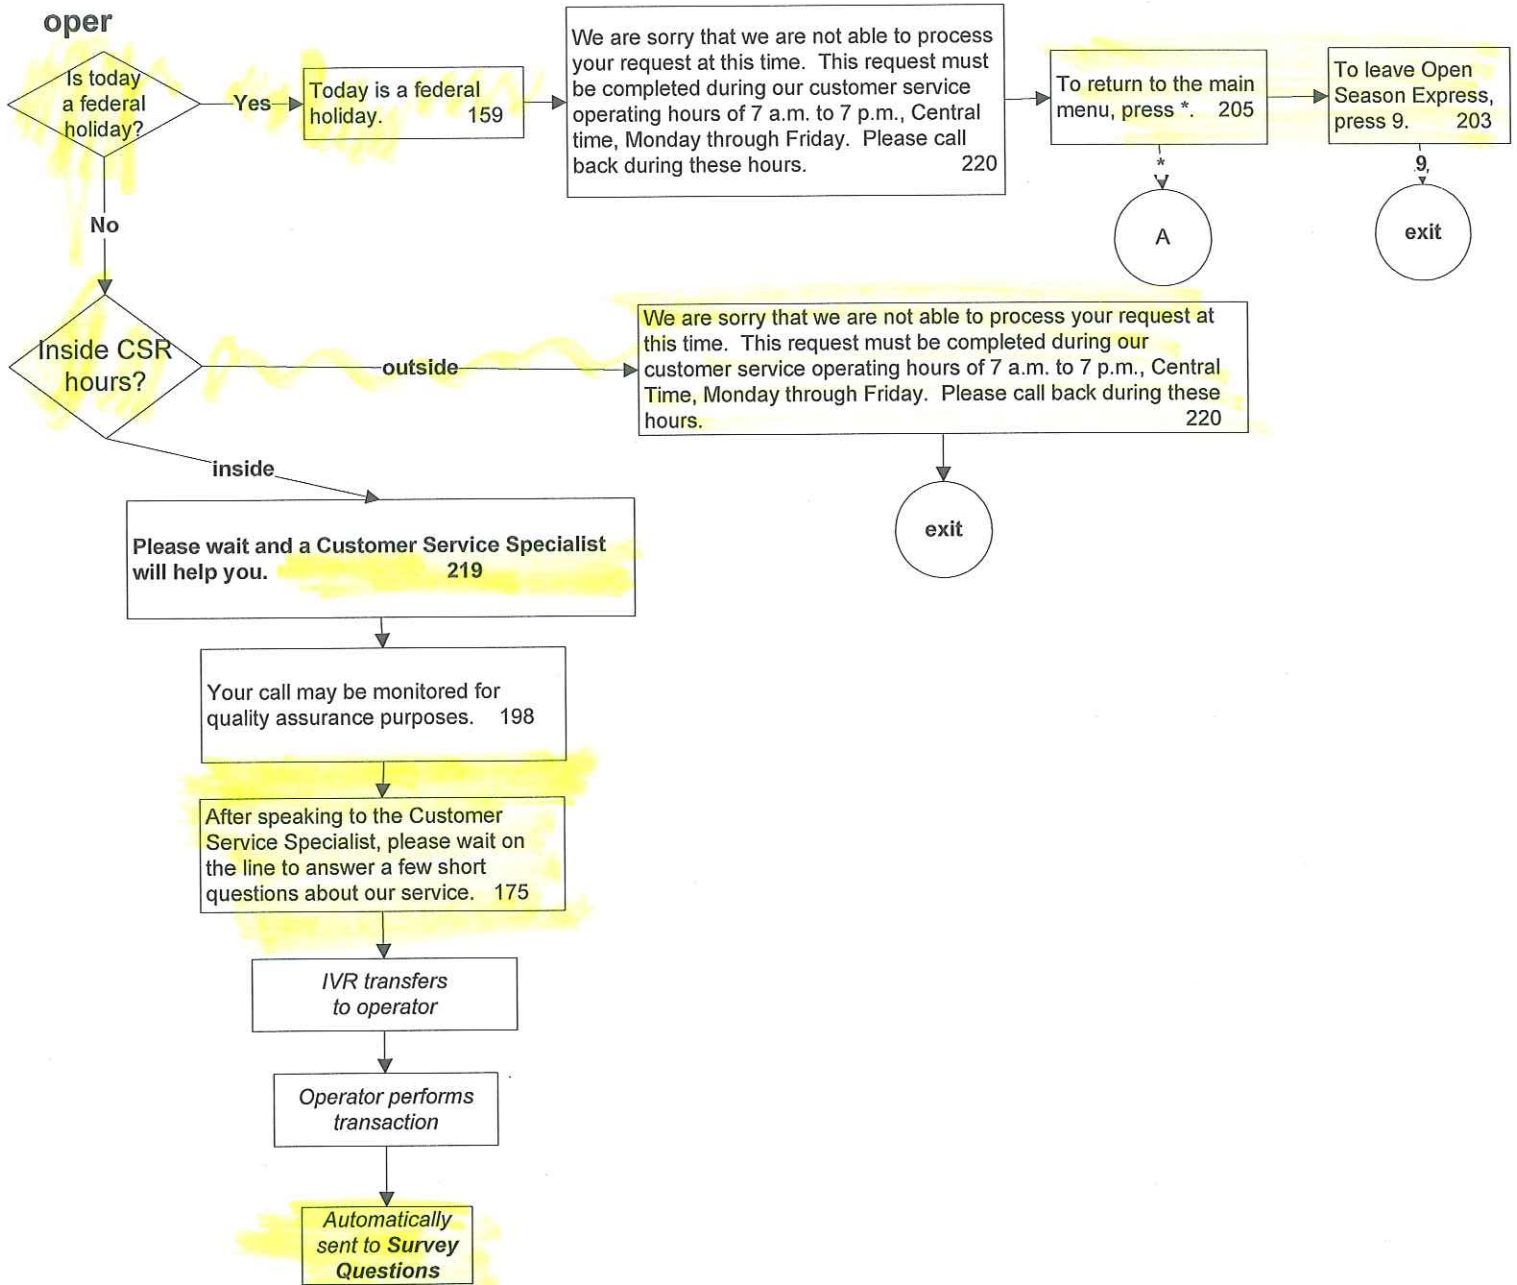 oper
Is today
a federal
holiday?
Yes
Today is a federal
holiday. 159
We are sorry that we are not able to process
your request at this time. This request must
be completed during our customer service
operating hours of 7 a.m. to 7 p.m., Central
time, Monday through Friday. Please call
back during these hours. 220
To return to the main
menu, press *. 205
To leave Open
Season Express,
press 9. 203
*
A
9,
exit
No
Inside CSR
hours?
outside
We are sorry that we are not able to process your request at
this time. This request must be completed during our
customer service operating hours of 7 a.m. to 7 p.m., Central
Time, Monday through Friday. Please call back during these
hours. 220
exit
inside
Please wait and a Customer Service Specialist
will help you. 219
Your call may be monitored for
quality assurance purposes. 198
After speaking to the Customer
Service Specialist, please wait on
the line to answer a few short
questions about our service. 175
IVR transfers
to operator
Operator performs
transaction
Automatically
sent to Survey
Questions